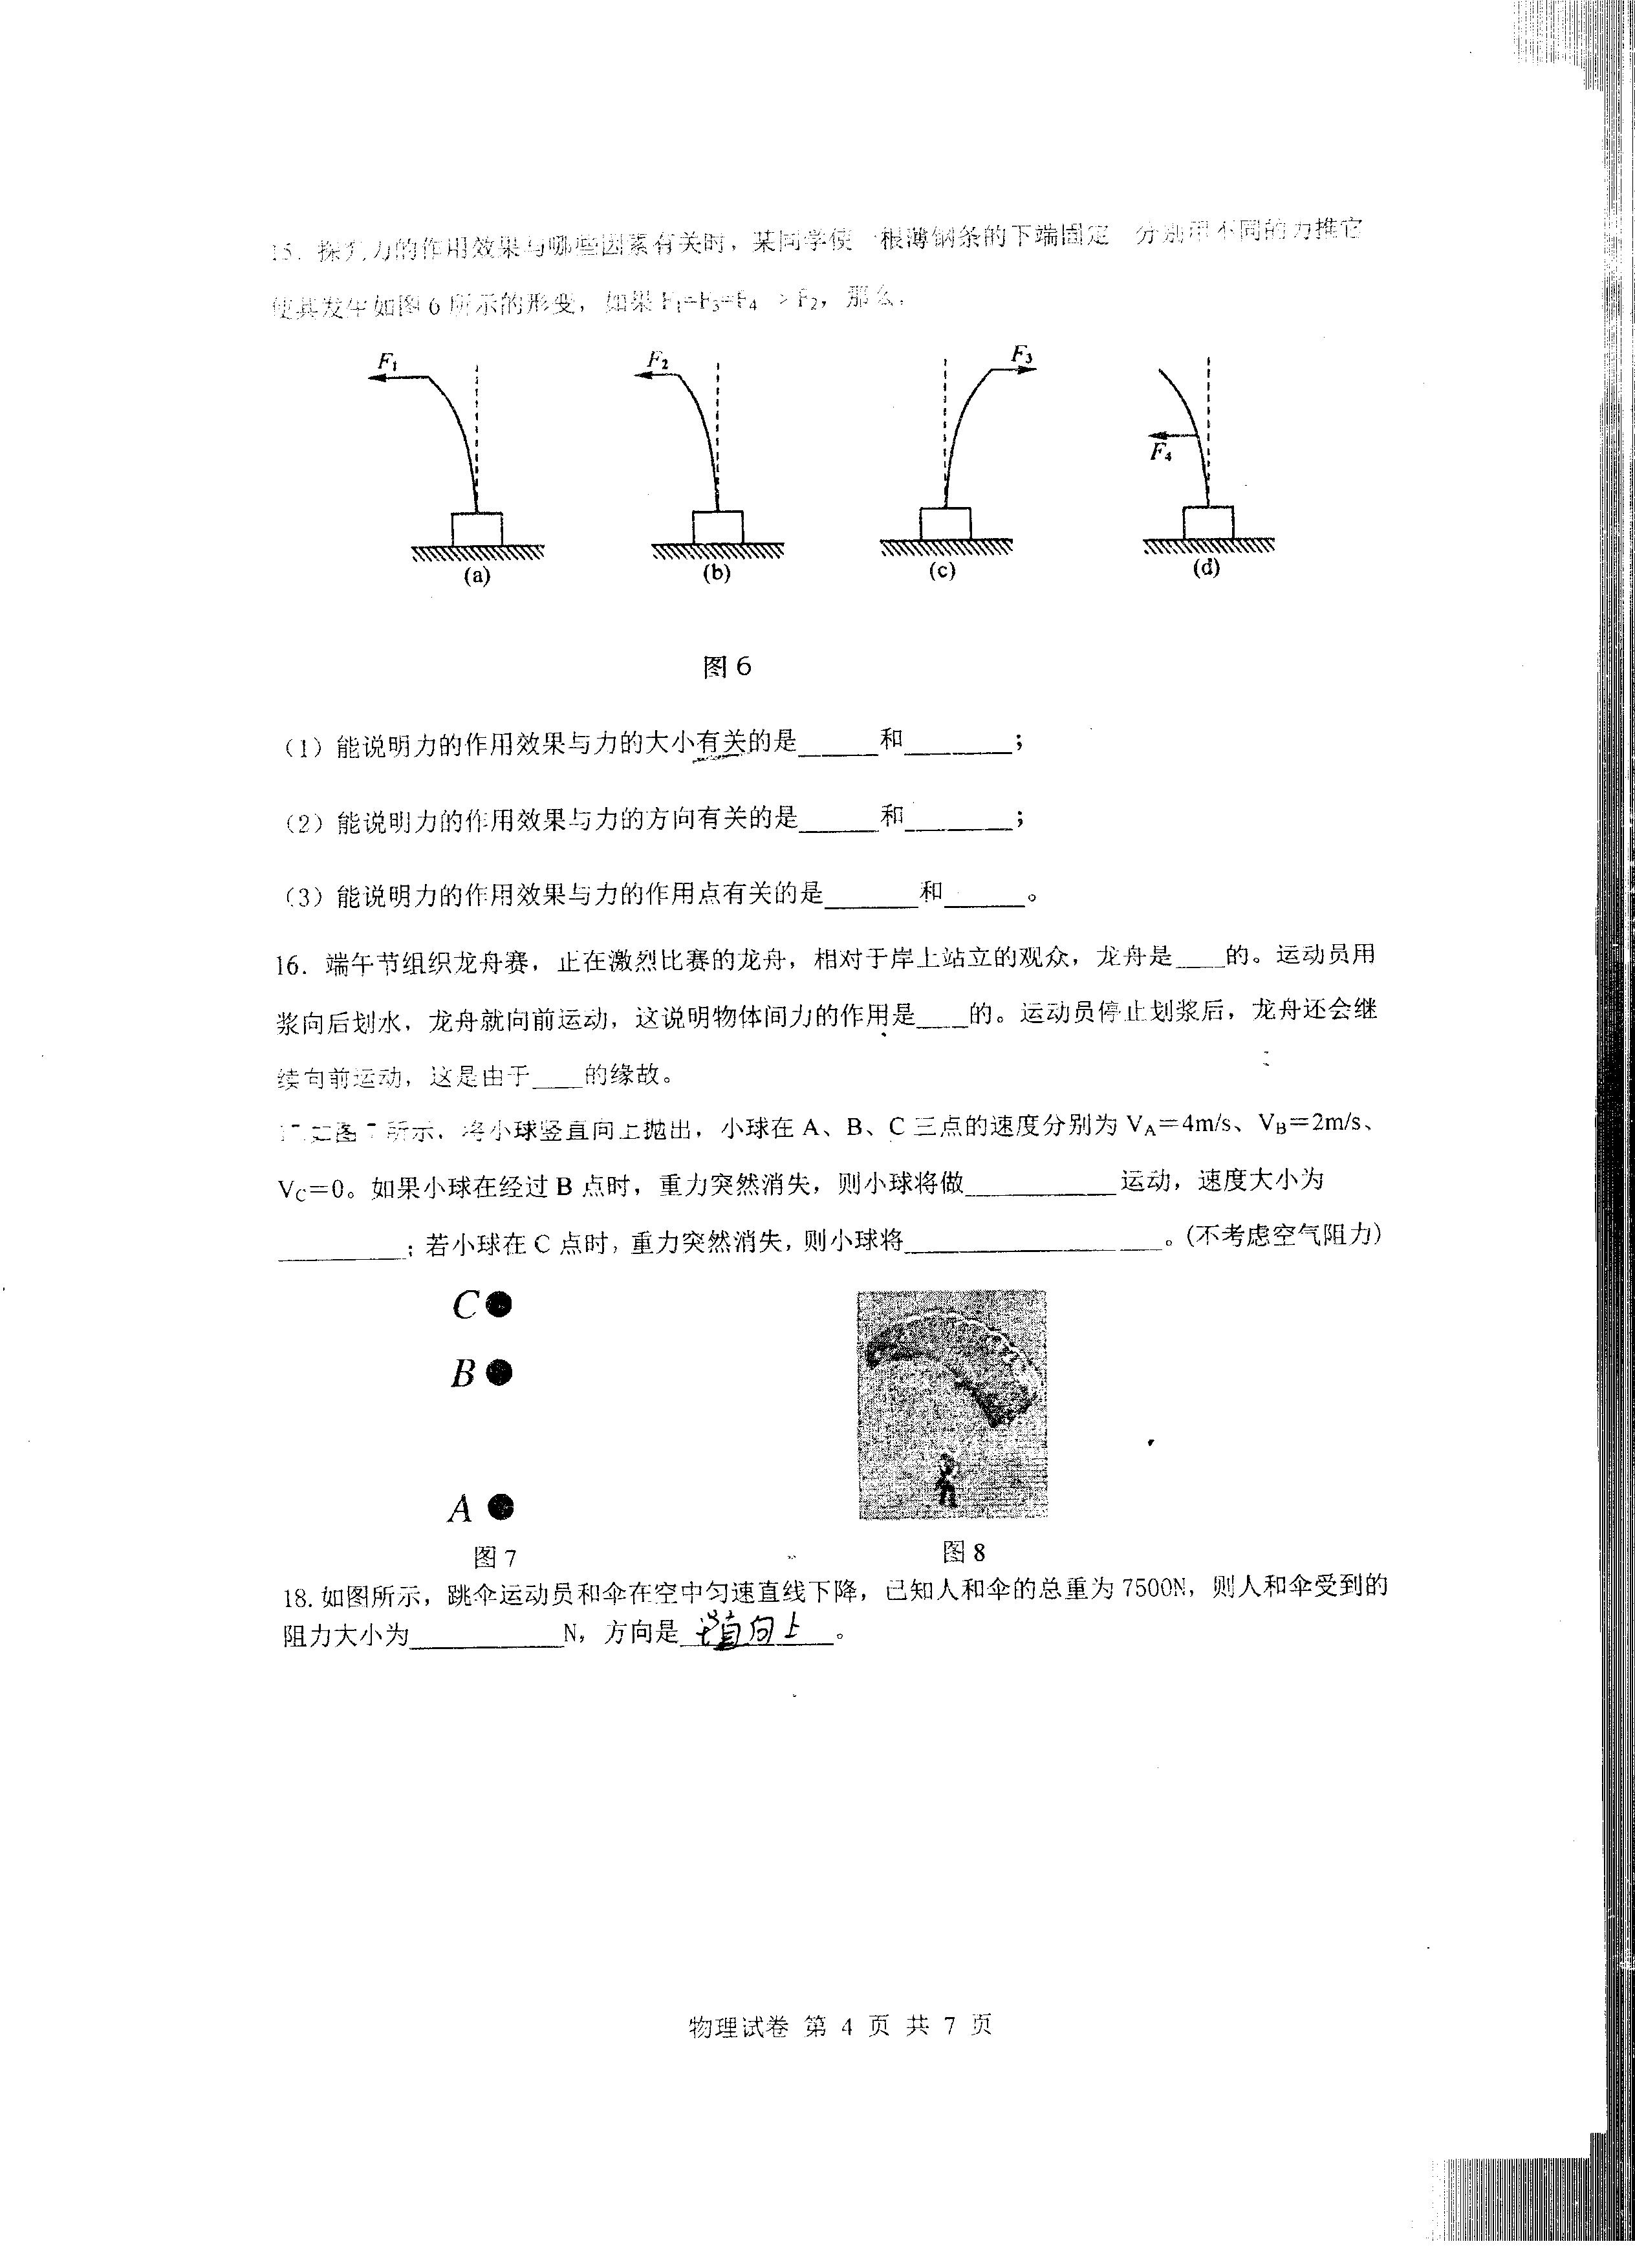 15. 探究力的作用效果与哪些因素有关时，某同学使一根薄钢条的下端固定 分别用不同的力推它
使其发生如图 6 所示的形变，如果 F₁=F₃=F₄ > F₂，那么，
F₁ F₂ F₃ F₄
(a) (b) (c) (d)
图 6
（1）能说明力的作用效果与力的大小有关的是______和________；
（2）能说明力的作用效果与力的方向有关的是______和________；
（3）能说明力的作用效果与力的作用点有关的是_______和______。
16．端午节组织龙舟赛，正在激烈比赛的龙舟，相对于岸上站立的观众，龙舟是____的。运动员用
浆向后划水，龙舟就向前运动，这说明物体间力的作用是____的。运动员停止划浆后，龙舟还会继
续向前运动，这是由于____的缘故。
如图 7 所示，将小球竖直向上抛出，小球在 A、B、C 三点的速度分别为 V_A＝4m/s、V_B＝2m/s、
V_C＝0。如果小球在经过 B 点时，重力突然消失，则小球将做____________运动，速度大小为
__________；若小球在 C 点时，重力突然消失，则小球将____________________。（不考虑空气阻力）
C
B
A
图 7 图 8
18. 如图所示，跳伞运动员和伞在空中匀速直线下降，已知人和伞的总重为 7500N，则人和伞受到的
阻力大小为____________N，方向是 竖直向上 。
物理试卷 第 4 页 共 7 页